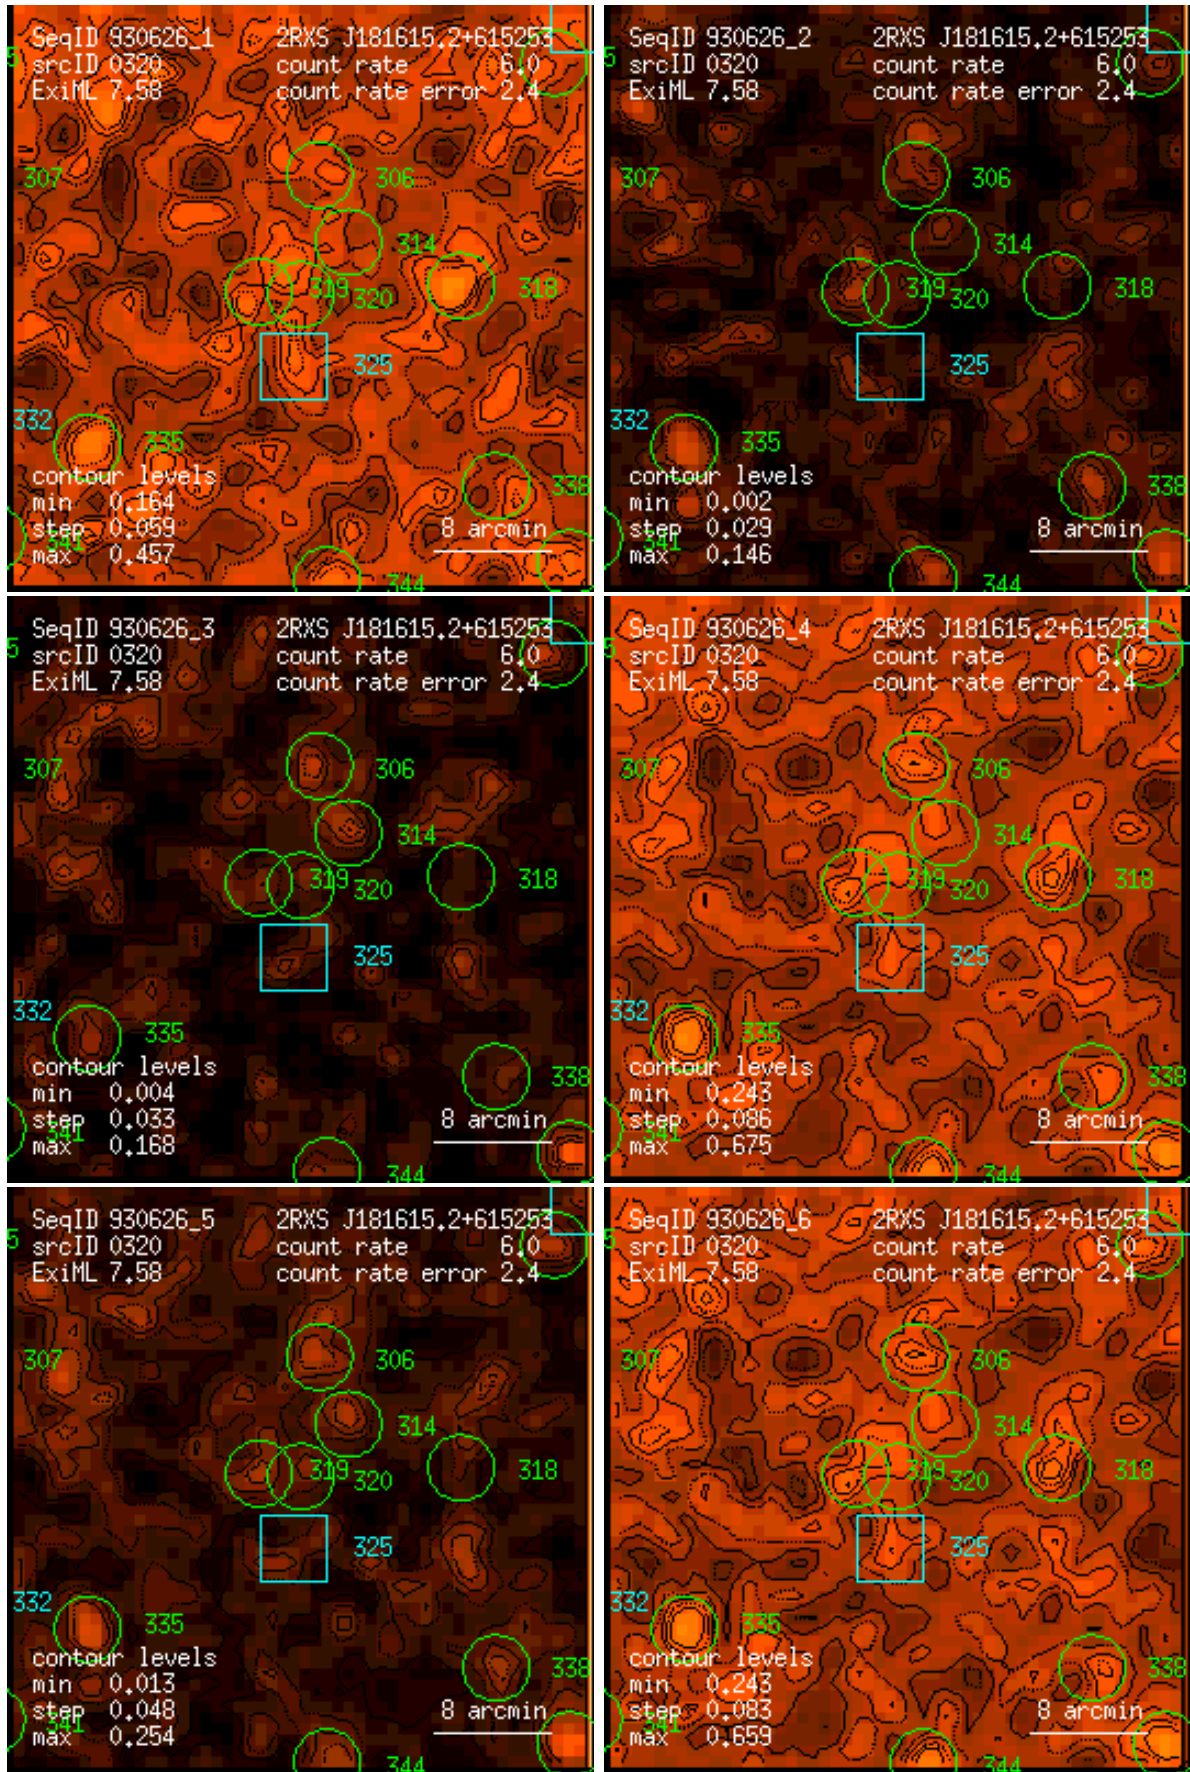 SeqID 930626_1 2RXS J181615.2+615253
5 srcID 0320 count rate 6.0
ExiML 7.58 count rate error 2.4
307 306
314
319 320 318
325
332
335
contour levels
338
min 0.164
step 0.059 8 arcmin
341
max 0.457
344
SeqID 930626_2 2RXS J181615.2+615253
srcID 0320 count rate 6.0
ExiML 7.58 count rate error 2.4
307 306
314
319 320 318
325
332
335
contour levels
338
min 0.002
step 0.029 8 arcmin
341
max 0.146
344
SeqID 930626_3 2RXS J181615.2+615253
5 srcID 0320 count rate 6.0
ExiML 7.58 count rate error 2.4
307 306
314
319 320 318
325
332
335
contour levels
338
min 0.004
step 0.033 8 arcmin
341
max 0.168
344
SeqID 930626_4 2RXS J181615.2+615253
srcID 0320 count rate 6.0
ExiML 7.58 count rate error 2.4
307 306
314
319 320 318
325
332
335
contour levels
338
min 0.243
step 0.086 8 arcmin
341
max 0.675
344
SeqID 930626_5 2RXS J181615.2+615253
5 srcID 0320 count rate 6.0
ExiML 7.58 count rate error 2.4
307 306
314
319 320 318
325
332
335
contour levels
338
min 0.013
step 0.048 8 arcmin
341
max 0.254
344
SeqID 930626_6 2RXS J181615.2+615253
srcID 0320 count rate 6.0
ExiML 7.58 count rate error 2.4
307 306
314
319 320 318
325
332
335
contour levels
338
min 0.243
step 0.083 8 arcmin
341
max 0.659
344